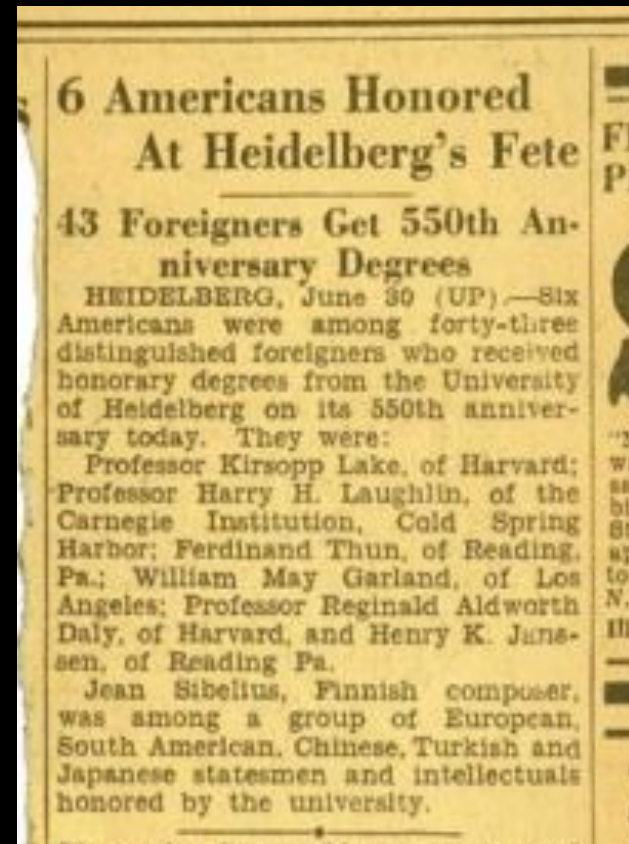 6 Americans Honored
At Heidelberg's Fete
43 Foreigners Get 550th An-
niversary Degrees
HEIDELBERG, June 30 (UP).—Six
Americans were among forty-three
distinguished foreigners who received
honorary degrees from the University
of Heidelberg on its 550th anniver-
sary today. They were:
Professor Kirsopp Lake, of Harvard;
Professor Harry H. Laughlin, of the
Carnegie Institution, Cold Spring
Harbor; Ferdinand Thun, of Reading,
Pa.; William May Garland, of Los
Angeles; Professor Reginald Aldworth
Daly, of Harvard, and Henry K. Jans-
sen, of Reading Pa.
Jean Sibelius, Finnish composer,
was among a group of European,
South American, Chinese, Turkish and
Japanese statesmen and intellectuals
honored by the university.